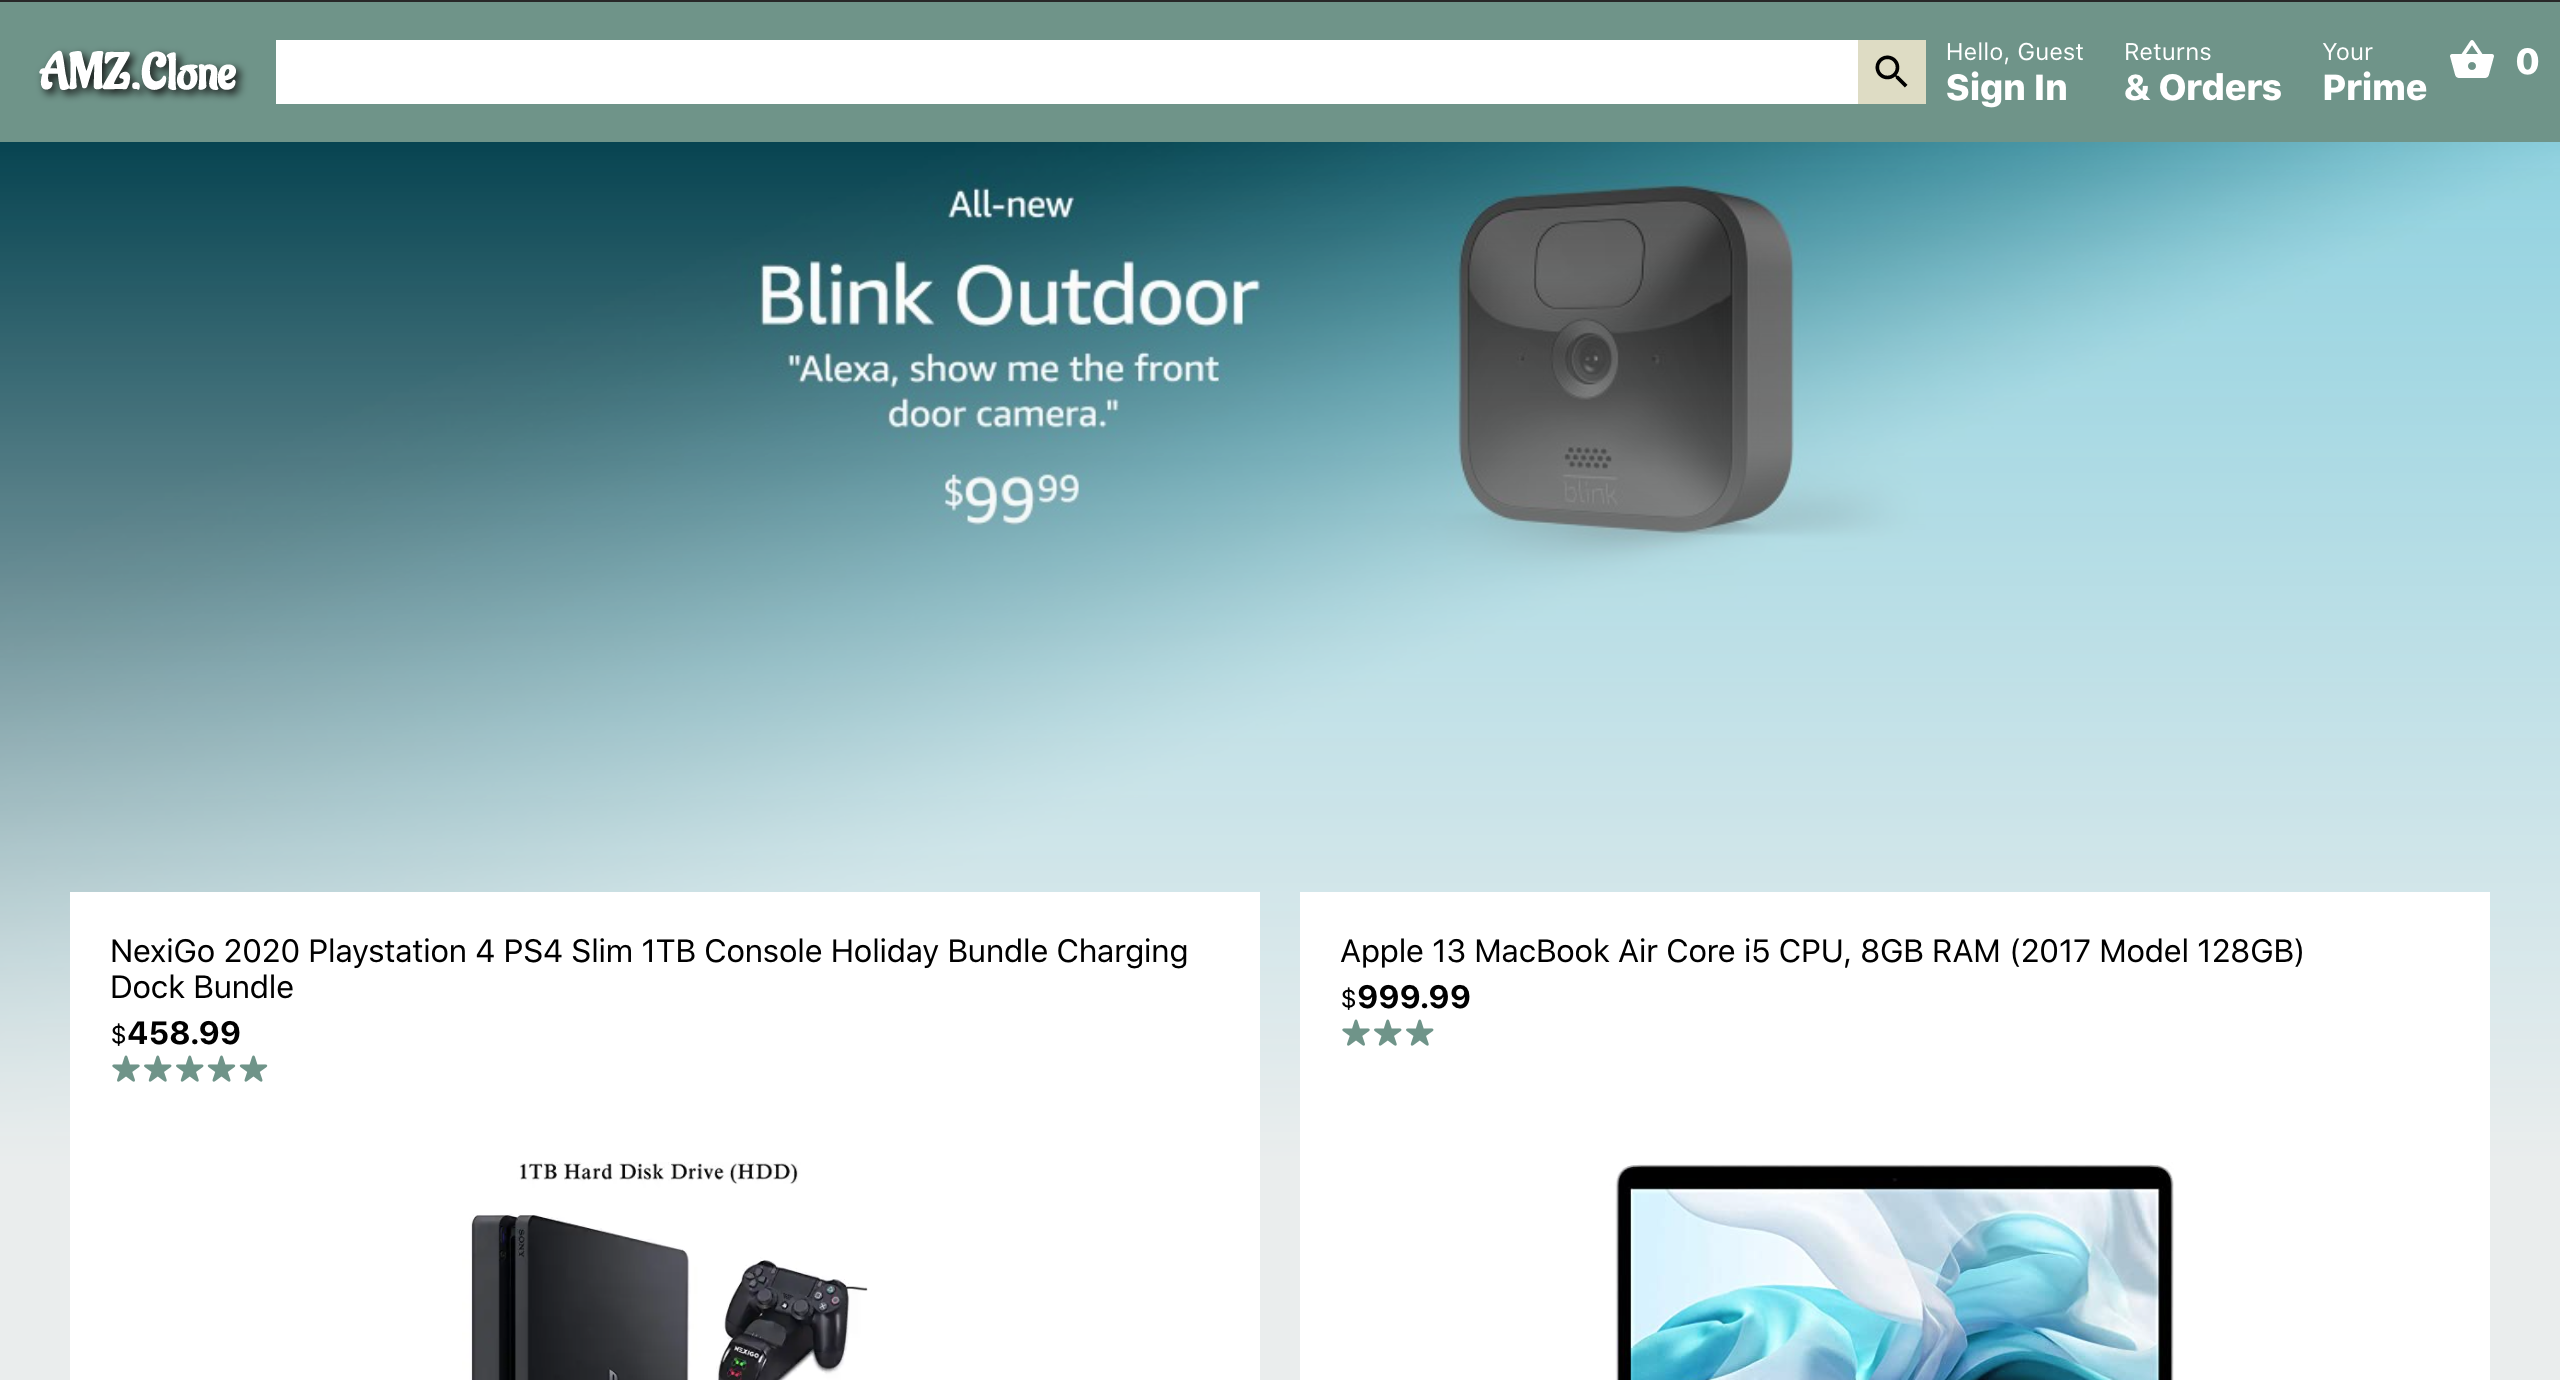 AMZ.Clone
Hello, Guest
Sign In
Returns
& Orders
Your
Prime
0
All-new
Blink Outdoor
"Alexa, show me the front
door camera."
$99 99
blink
NexiGo 2020 Playstation 4 PS4 Slim 1TB Console Holiday Bundle Charging
Dock Bundle
$458.99
Apple 13 MacBook Air Core i5 CPU, 8GB RAM (2017 Model 128GB)
$999.99
1TB Hard Disk Drive (HDD)
SONY
NEXIGO